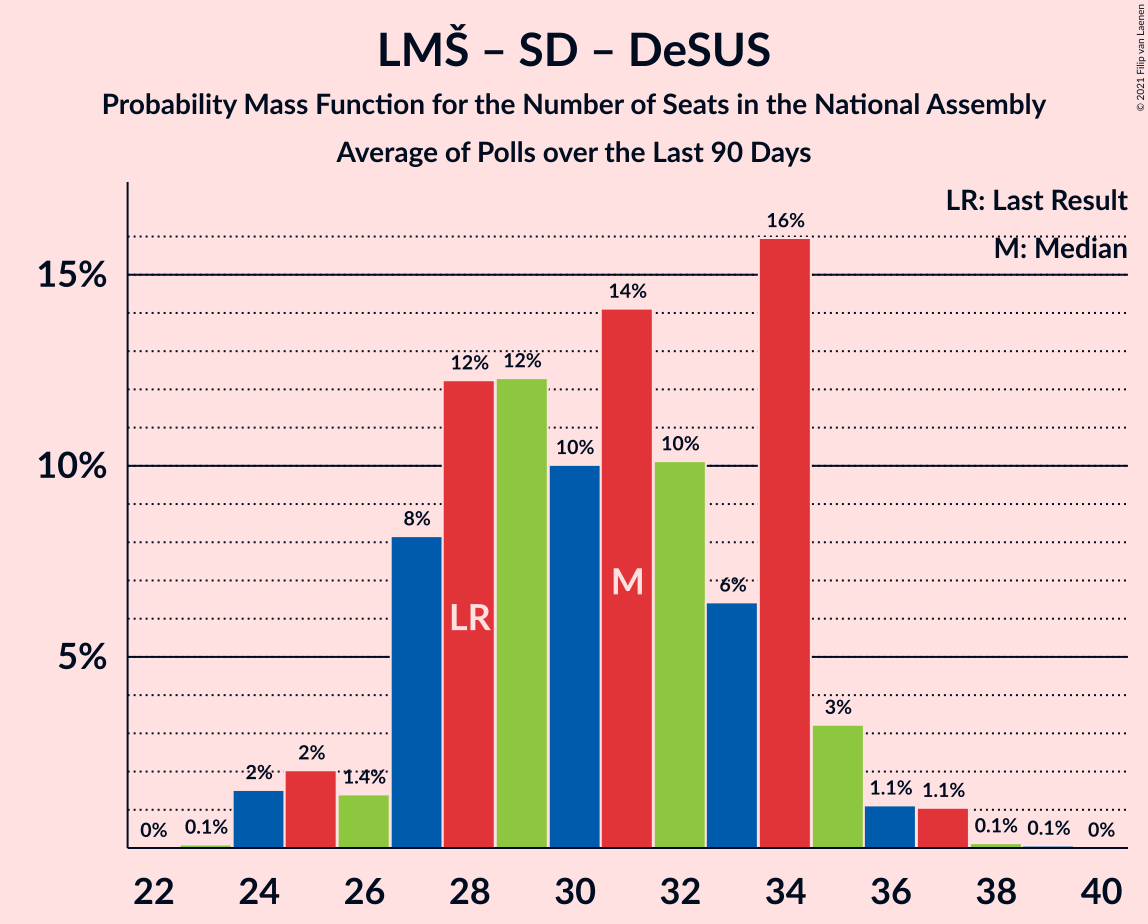 LMŠ – SD – DeSUS
Probability Mass Function for the Number of Seats in the National Assembly
Average of Polls over the Last 90 Days
© 2021 Filip van Laenen
LR: Last Result
M: Median
15%
10%
5%
0%
0.1%
2%
2%
1.4%
8%
12%
12%
10%
14%
10%
6%
16%
3%
1.1%
1.1%
0.1%
0.1%
0%
LR
M
22 24 26 28 30 32 34 36 38 40